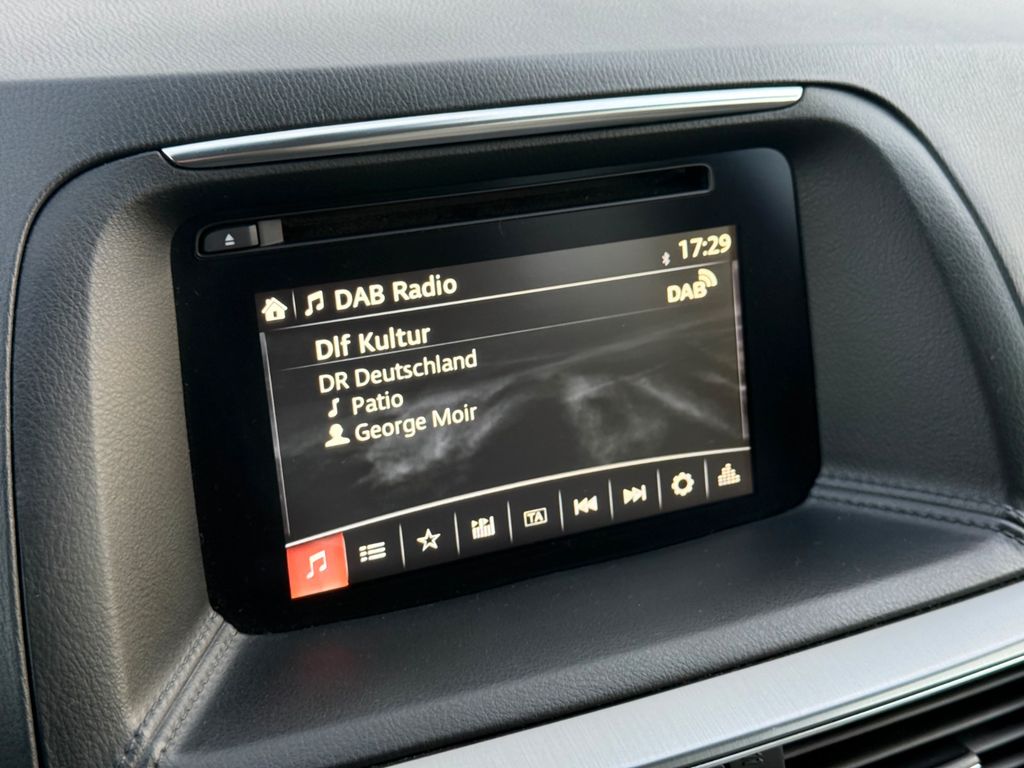 17:29
DAB Radio
DAB
Dlf Kultur
DR Deutschland
Patio
George Moir
TA